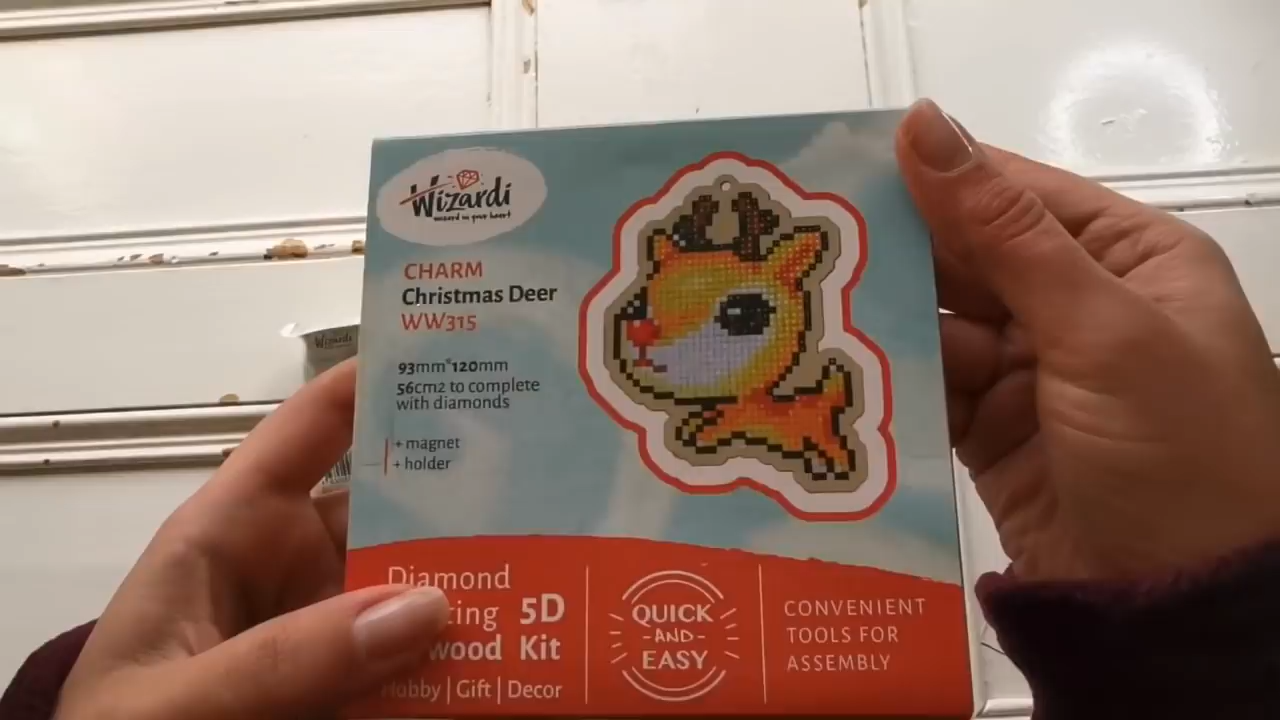 Wizardi
wizard in your heart
CHARM
Christmas Deer
WW315
93mm*120mm
56cm2 to complete
with diamonds
+ magnet
+ holder
Diamond
5D
wood Kit
Hobby | Gift | Decor
QUICK
-AND-
EASY
CONVENIENT
TOOLS FOR
ASSEMBLY
Wizardi